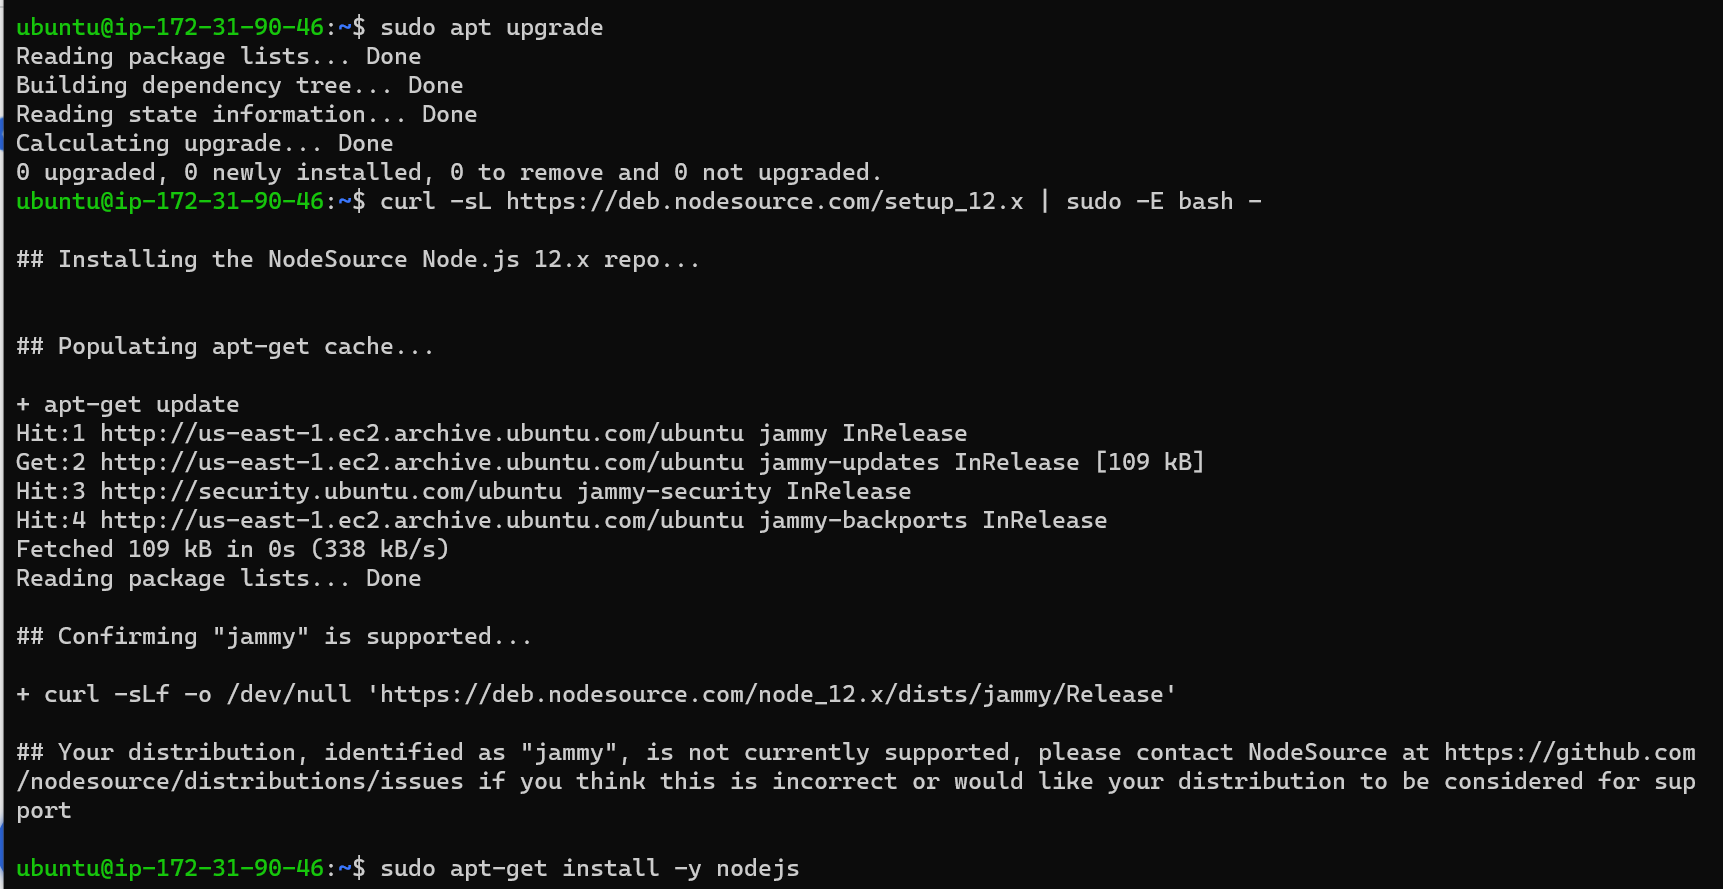 ubuntu@ip-172-31-90-46:~$ sudo apt upgrade
Reading package lists... Done
Building dependency tree... Done
Reading state information... Done
Calculating upgrade... Done
0 upgraded, 0 newly installed, 0 to remove and 0 not upgraded.
ubuntu@ip-172-31-90-46:~$ curl -sL https://deb.nodesource.com/setup_12.x | sudo -E bash -
## Installing the NodeSource Node.js 12.x repo...
## Populating apt-get cache...
+ apt-get update
Hit:1 http://us-east-1.ec2.archive.ubuntu.com/ubuntu jammy InRelease
Get:2 http://us-east-1.ec2.archive.ubuntu.com/ubuntu jammy-updates InRelease [109 kB]
Hit:3 http://security.ubuntu.com/ubuntu jammy-security InRelease
Hit:4 http://us-east-1.ec2.archive.ubuntu.com/ubuntu jammy-backports InRelease
Fetched 109 kB in 0s (338 kB/s)
Reading package lists... Done
## Confirming "jammy" is supported...
+ curl -sLf -o /dev/null 'https://deb.nodesource.com/node_12.x/dists/jammy/Release'
## Your distribution, identified as "jammy", is not currently supported, please contact NodeSource at https://github.com
/nodesource/distributions/issues if you think this is incorrect or would like your distribution to be considered for sup
port
ubuntu@ip-172-31-90-46:~$ sudo apt-get install -y nodejs